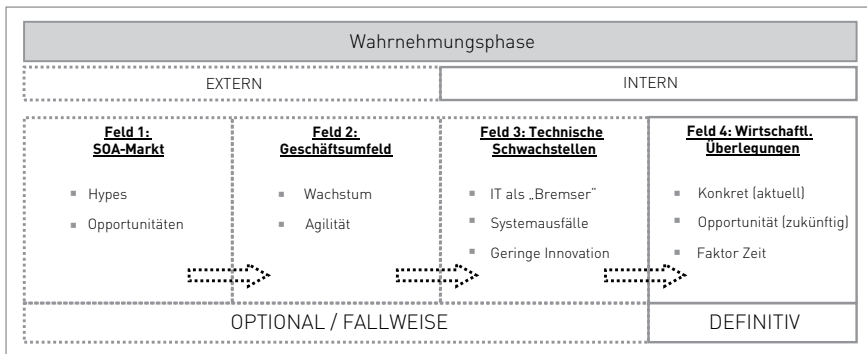 Wahrnehmungsphase
EXTERN
INTERN
Feld 1:
SOA-Markt
Hypes
Opportunitäten
Feld 2:
Geschäftsumfeld
Wachstum
Agilität
Feld 3: Technische
Schwachstellen
IT als „Bremser“
Systemausfälle
Geringe Innovation
Feld 4: Wirtschaftl.
Überlegungen
Konkret (aktuell)
Opportunität (zukünftig)
Faktor Zeit
OPTIONAL / FALLWEISE
DEFINITIV